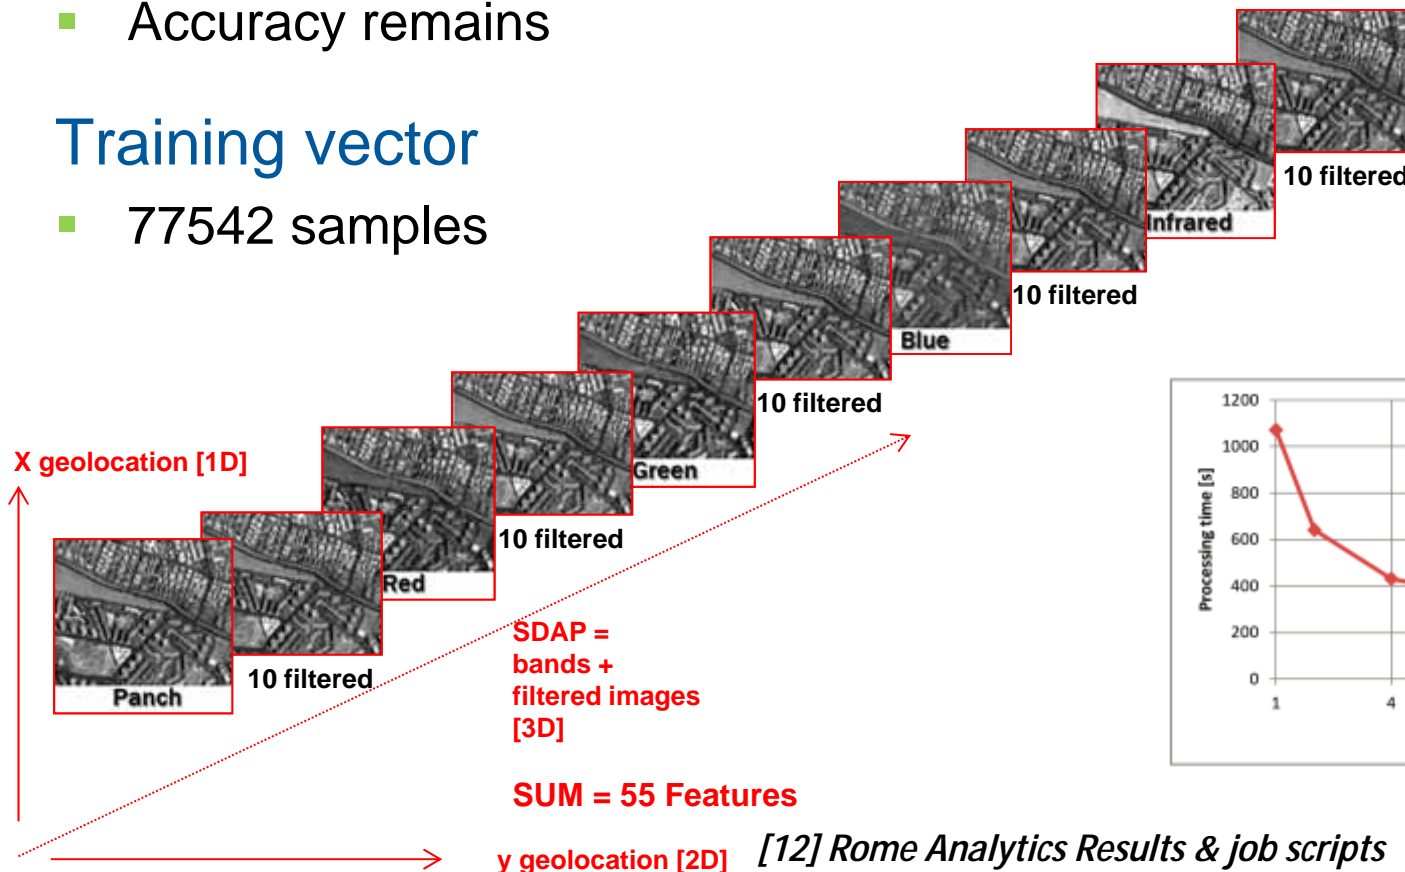 Accuracy remains
Training vector
77542 samples
10 filtered
Infrared
10 filtered
Blue
10 filtered
Green
10 filtered
Red
10 filtered
Panch
X geolocation [1D]
SDAP =
bands +
filtered images
[3D]
SUM = 55 Features
y geolocation [2D]
[12] Rome Analytics Results & job scripts
Processing time [s]
1200
1000
800
600
400
200
0
1 4